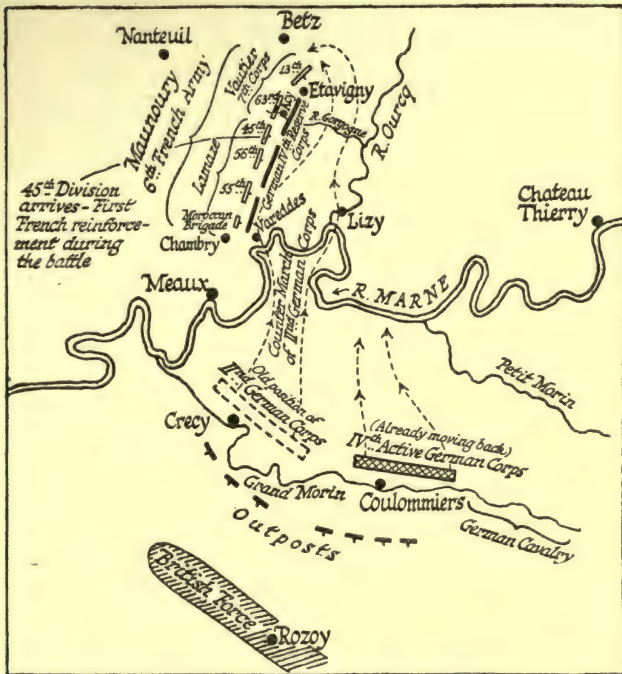 Nanteuil
Betz
Maunoury
6th French Army
Vautier
7th Corps
13th
63rd
Acy
Etavigny
R. Gergogne
R. Ourcq
German IVth Reserve
Corps
Lamaze
45th
56th
55th
Moroccan
Brigade
Chambry
Vareddes
Lizy
45th Division
arrives - First
French reinforce-
ment during
the battle
Chateau
Thierry
Meaux
R. MARNE
Counter March
of IInd German
Corps
Petit Morin
Old position of
IInd German Corps
Crecy
(Already moving back)
IVth Active German Corps
Grand Morin
Coulommiers
German Cavalry
Outposts
British Force
Rozoy